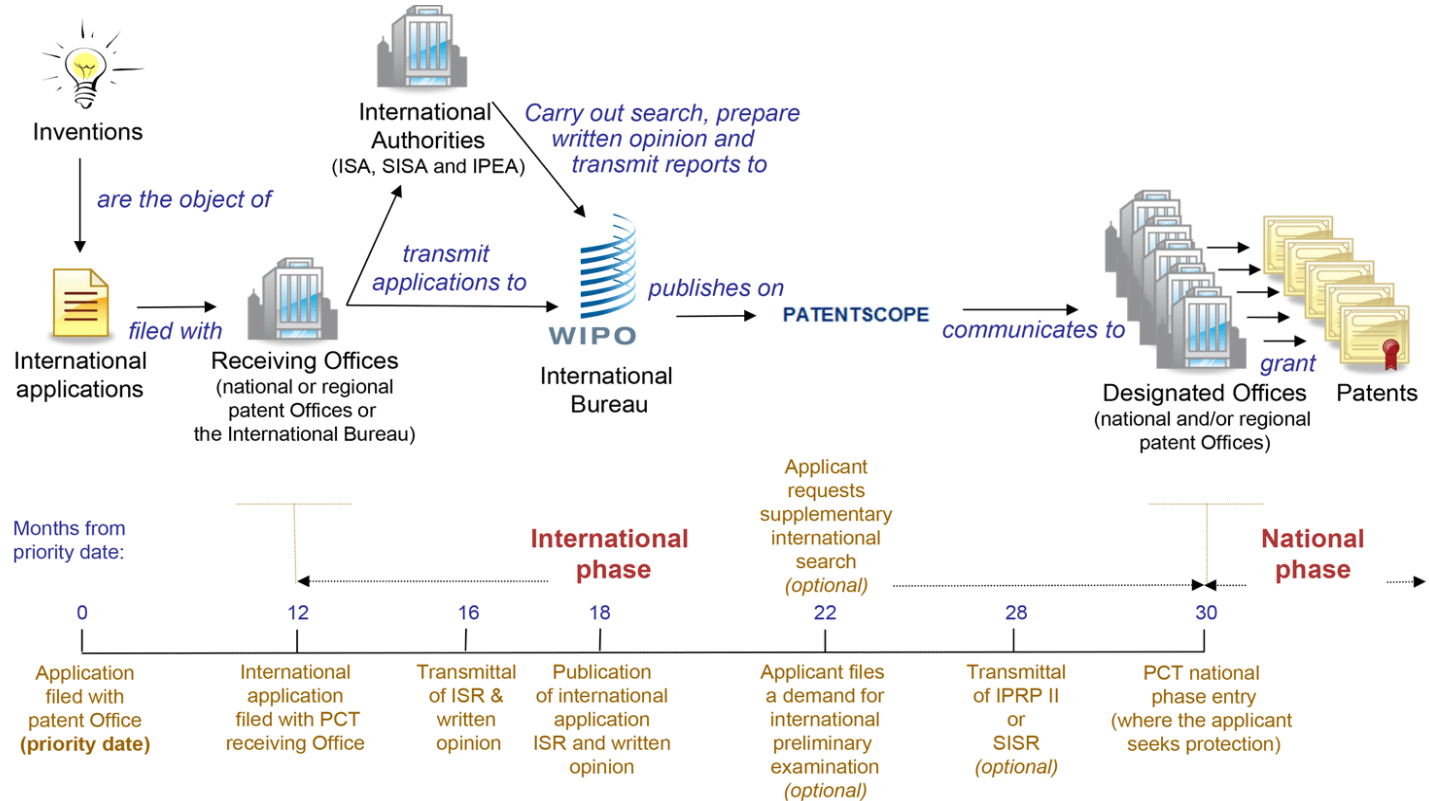 Inventions
are the object of
International
applications
filed with
Receiving Offices
(national or regional
patent Offices or
the International Bureau)
International
Authorities
(ISA, SISA and IPEA)
transmit
applications to
Carry out search, prepare
written opinion and
transmit reports to
WIPO
International
Bureau
publishes on
PATENTSCOPE
communicates to
Designated Offices
(national and/or regional
patent Offices)
grant
Patents
Months from
priority date:
International
phase
Applicant
requests
supplementary
international
search
(optional)
National
phase
0
12
16
18
22
28
30
Application
filed with
patent Office
(priority date)
International
application
filed with PCT
receiving Office
Transmittal
of ISR &
written
opinion
Publication
of international
application
ISR and written
opinion
Applicant files
a demand for
international
preliminary
examination
(optional)
Transmittal
of IPRP II
or
SISR
(optional)
PCT national
phase entry
(where the applicant
seeks protection)